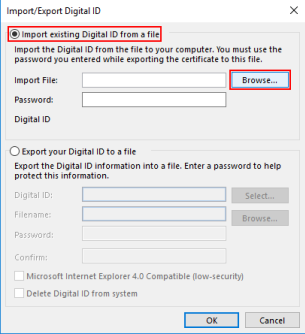 Import/Export Digital ID
Import existing Digital ID from a file
Import the Digital ID from the file to your computer. You must use the
password you entered while exporting the certificate to this file.
Import File:
Browse...
Password:
Digital ID
Export your Digital ID to a file
Export the Digital ID information into a file. Enter a password to help
protect this information.
Digital ID:
Select...
Filename:
Browse...
Password:
Confirm:
Microsoft Internet Explorer 4.0 Compatible (low-security)
Delete Digital ID from system
OK Cancel